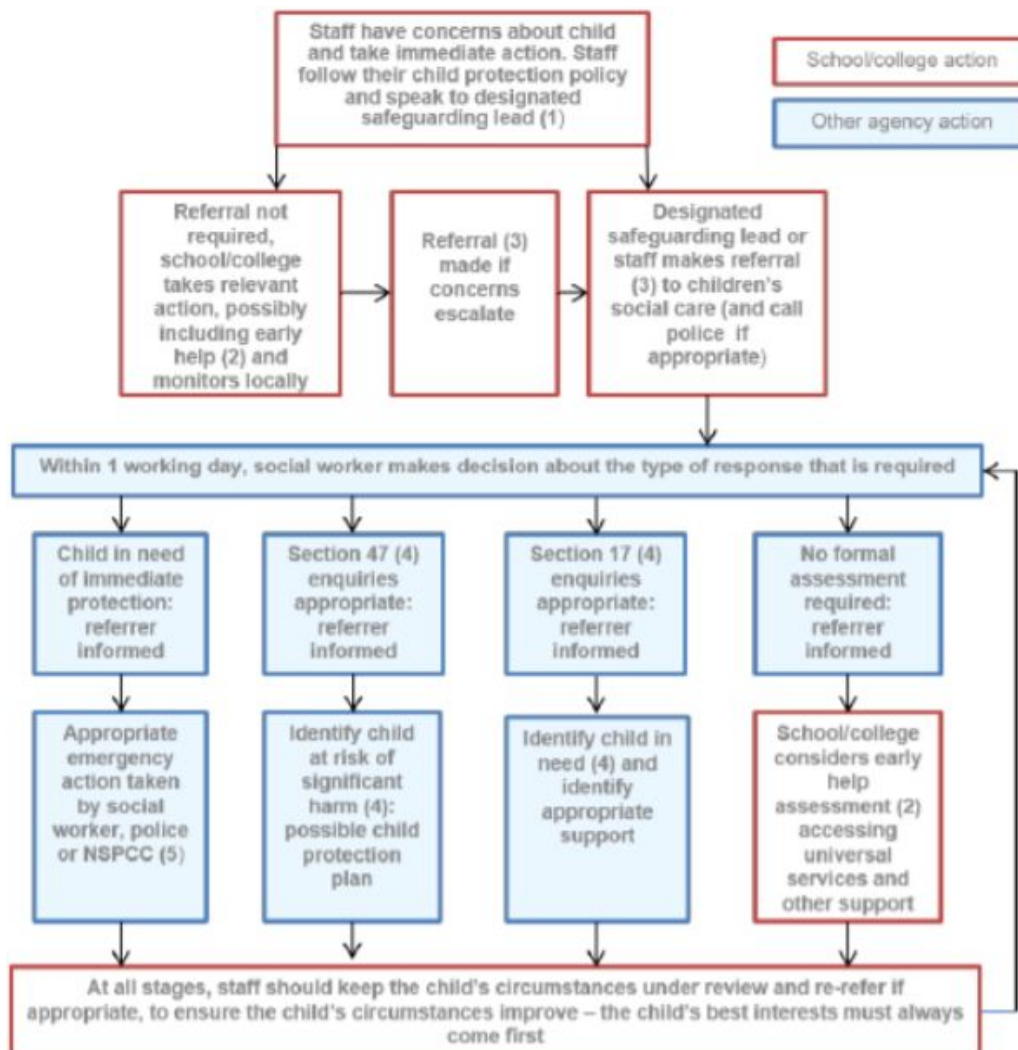 Staff have concerns about child
and take immediate action. Staff
follow their child protection policy
and speak to designated
safeguarding lead (1)
School/college action
Other agency action
Referral not
required,
school/college
takes relevant
action, possibly
including early
help (2) and
monitors locally
Referral (3)
made if
concerns
escalate
Designated
safeguarding lead or
staff makes referral
(3) to children's
social care (and call
police if
appropriate)
Within 1 working day, social worker makes decision about the type of response that is required
Child in need
of immediate
protection:
referrer
informed
Section 47 (4)
enquiries
appropriate:
referrer
informed
Section 17 (4)
enquiries
appropriate:
referrer
informed
No formal
assessment
required:
referrer
informed
Appropriate
emergency
action taken
by social
worker, police
or NSPCC (5)
Identify child
at risk of
significant
harm (4):
possible child
protection
plan
Identify child in
need (4) and
identify
appropriate
support
School/college
considers early
help
assessment (2)
accessing
universal
services and
other support
At all stages, staff should keep the child's circumstances under review and re-refer if
appropriate, to ensure the child's circumstances improve – the child's best interests must always
come first